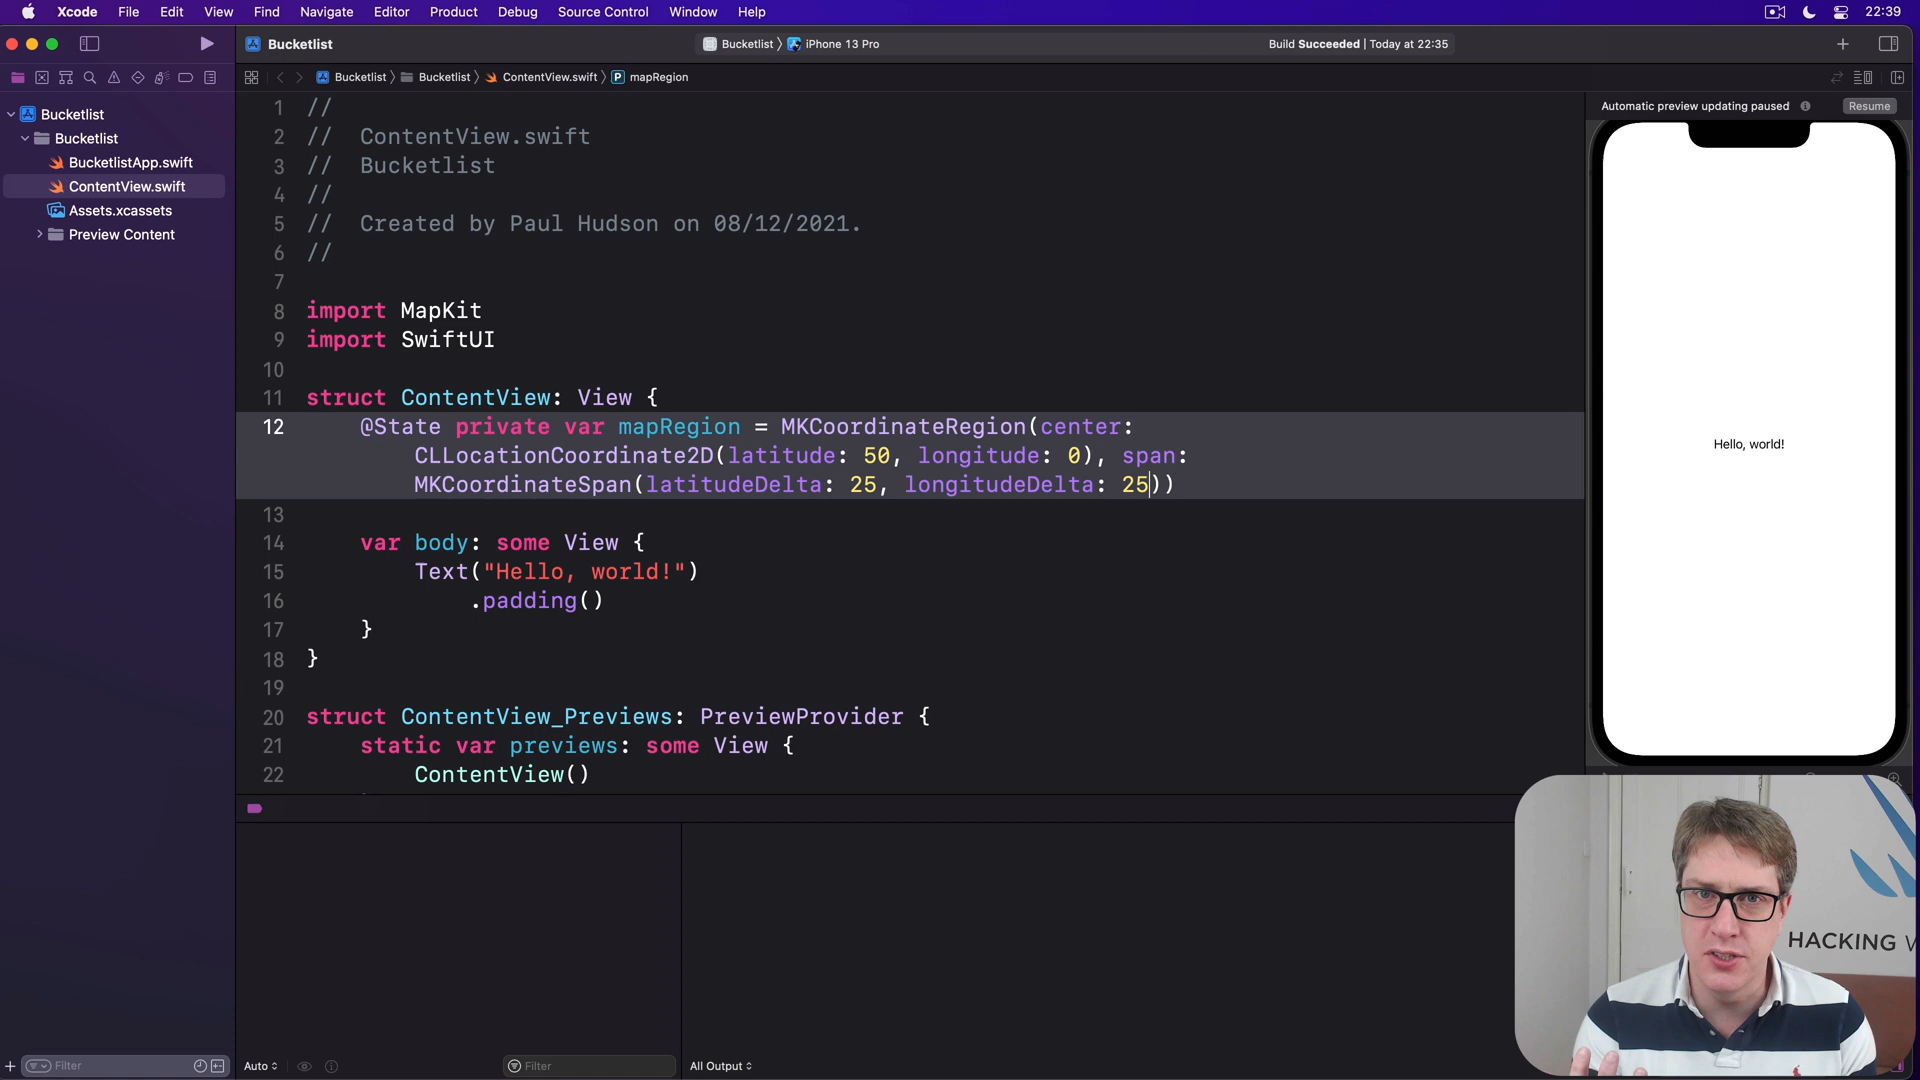 Xcode File Edit View Find Navigate Editor Product Debug Source Control Window Help 22:39
Bucketlist
Bucketlist iPhone 13 Pro
Build Succeeded | Today at 22:35
Bucketlist Bucketlist ContentView.swift P mapRegion
Bucketlist
Bucketlist
BucketlistApp.swift
ContentView.swift
Assets.xcassets
Preview Content
1 //
2 //  ContentView.swift
3 //  Bucketlist
4 //
5 //  Created by Paul Hudson on 08/12/2021.
6 //
7
8 import MapKit
9 import SwiftUI
10
11 struct ContentView: View {
12     @State private var mapRegion = MKCoordinateRegion(center:
CLLocationCoordinate2D(latitude: 50, longitude: 0), span:
MKCoordinateSpan(latitudeDelta: 25, longitudeDelta: 25))
13
14     var body: some View {
15         Text("Hello, world!")
16             .padding()
17     }
18 }
19
20 struct ContentView_Previews: PreviewProvider {
21     static var previews: some View {
22         ContentView()
Automatic preview updating paused Resume
Hello, world!
HACKING W
Filter
Auto
Filter
All Output